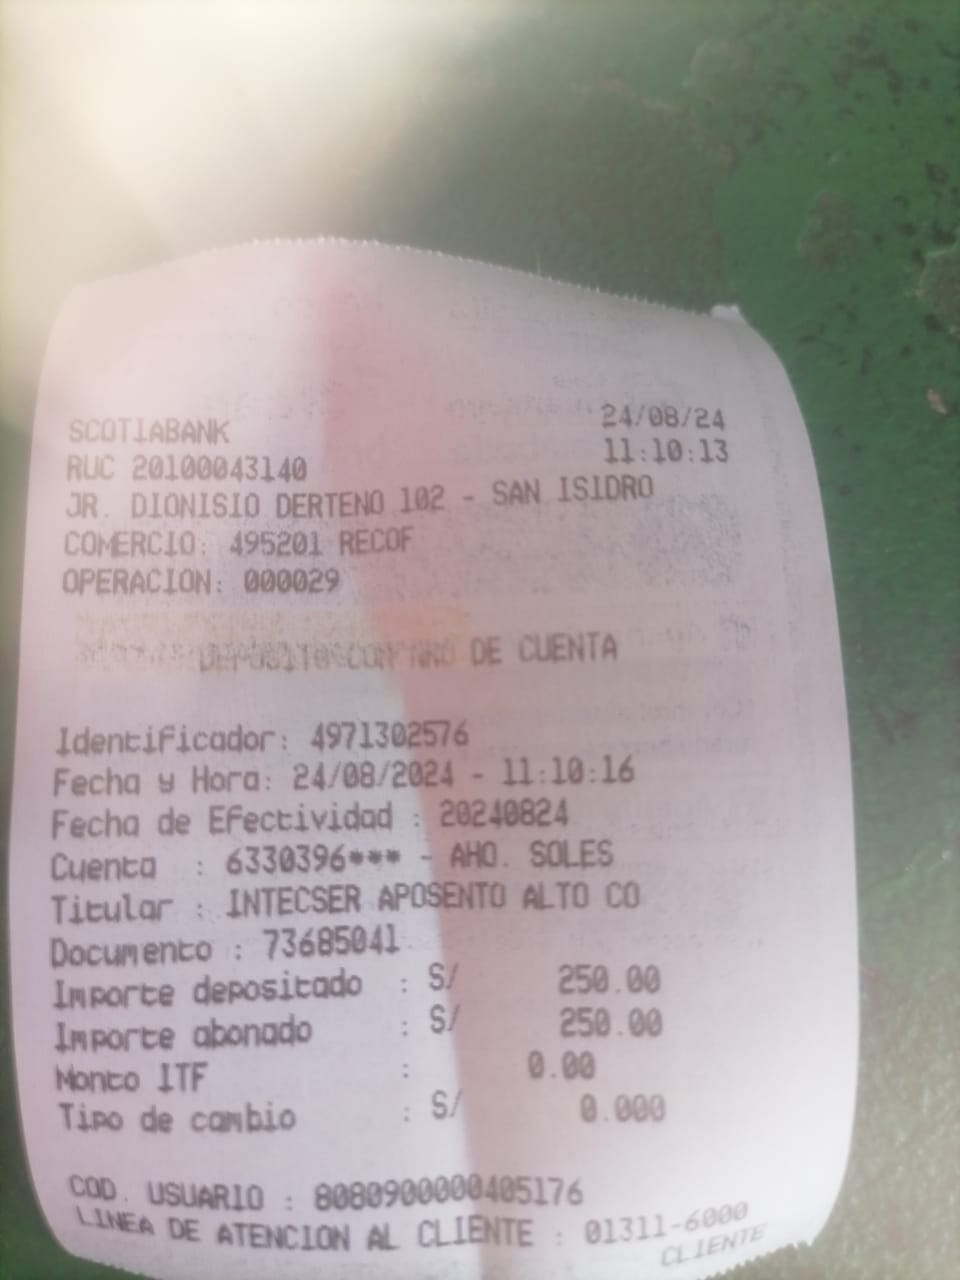 SCOTIABANK 24/08/24
RUC 20100043140 11:10:13
JR. DIONISIO DERTENO 102 - SAN ISIDRO
COMERCIO: 495201 RECOF
OPERACION: 000029
DEPOSITO CON NRO DE CUENTA
Identificador: 4971302576
Fecha y Hora: 24/08/2024 - 11:10:16
Fecha de Efectividad : 20240824
Cuenta : 6330396*** - AHO. SOLES
Titular : INTECSER APOSENTO ALTO CO
Documento : 73685041
Importe depositado : S/ 250.00
Importe abonado : S/ 250.00
Monto ITF : 0.00
Tipo de cambio : S/ 0.000
COD. USUARIO : 8080900000405176
LINEA DE ATENCION AL CLIENTE : 01311-6000
CLIENTE